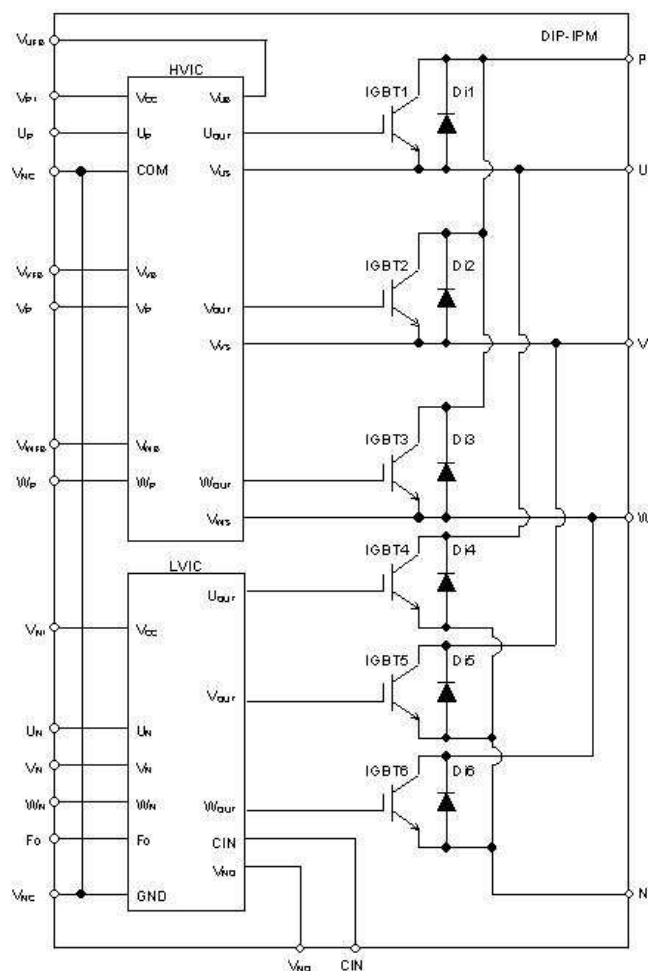 DIP-IPM
VUFB
P
HVIC
IGBT1
Di1
VP1
VCC
VUB
UP
UP
UOUT
VNC
COM
VUS
U
VVFB
VVB
IGBT2
Di2
VP
VP
VOUT
VVS
V
VWFB
VWB
IGBT3
Di3
WP
WP
WOUT
VWS
W
IGBT4
Di4
LVIC
UOUT
VN1
VCC
IGBT5
Di5
VOUT
UN
UN
VN
VN
IGBT6
Di6
WN
WN
WOUT
Fo
Fo
CIN
VNO
VNC
GND
N
VNO
CIN